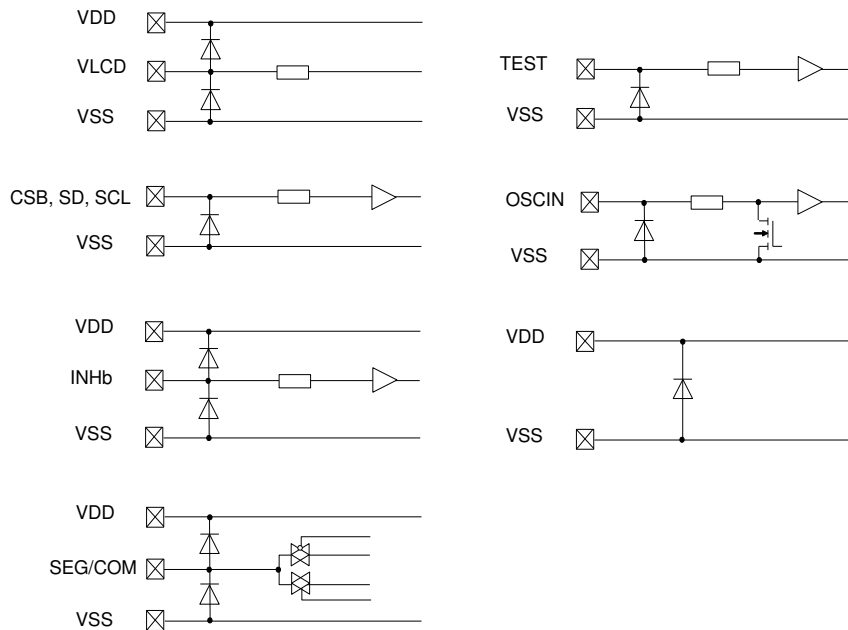 VDD
VLCD
VSS
CSB, SD, SCL
VSS
VDD
INHb
VSS
VDD
SEG/COM
VSS
TEST
VSS
OSCIN
VSS
VDD
VSS